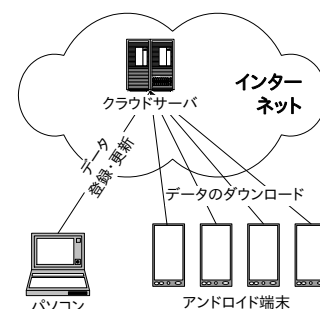 クラウドサーバ
インター
ネット
データ
登録・更新
データのダウンロード
パソコン
アンドロイド端末